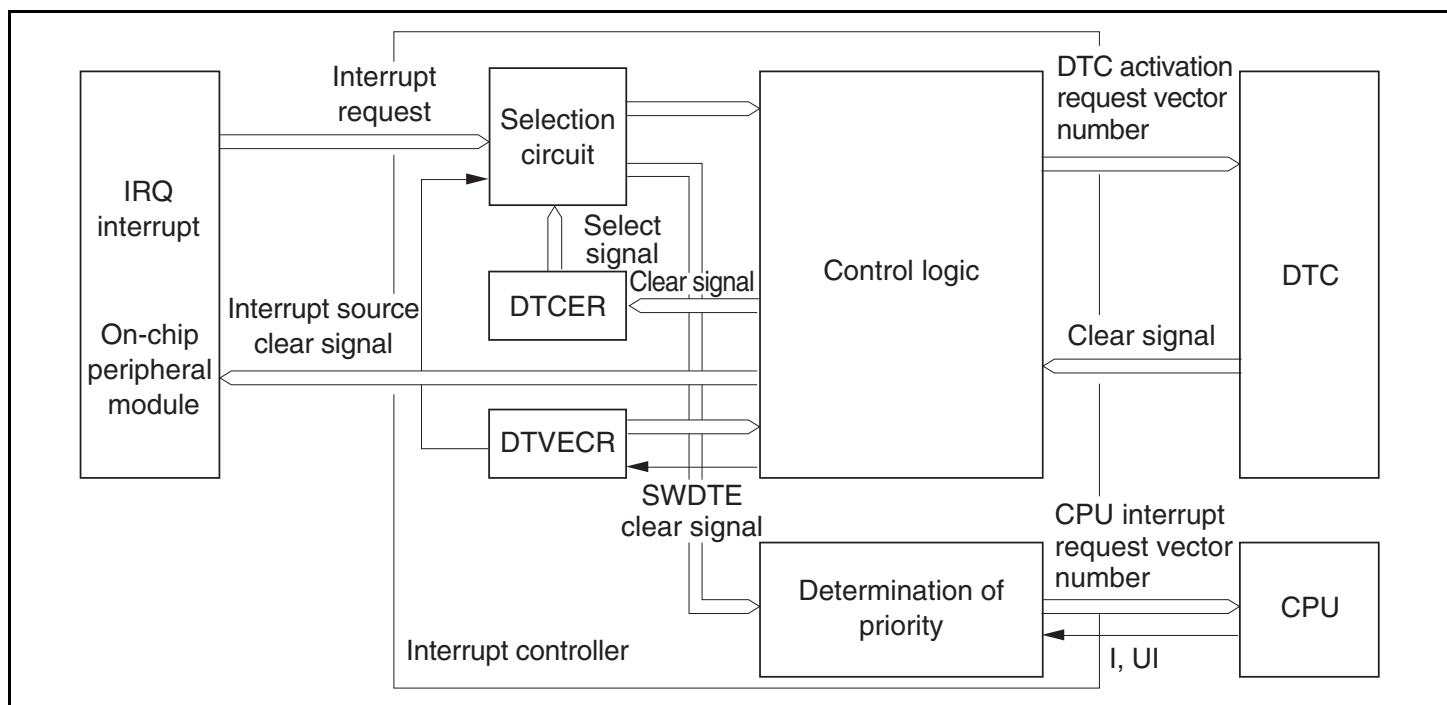 Interrupt
request
IRQ
interrupt
On-chip
peripheral
module
Interrupt source
clear signal
Selection
circuit
Select
signal
DTCER
Clear signal
DTVECR
SWDTE
clear signal
Control logic
DTC activation
request vector
number
DTC
Clear signal
Determination of
priority
CPU interrupt
request vector
number
CPU
I, UI
Interrupt controller